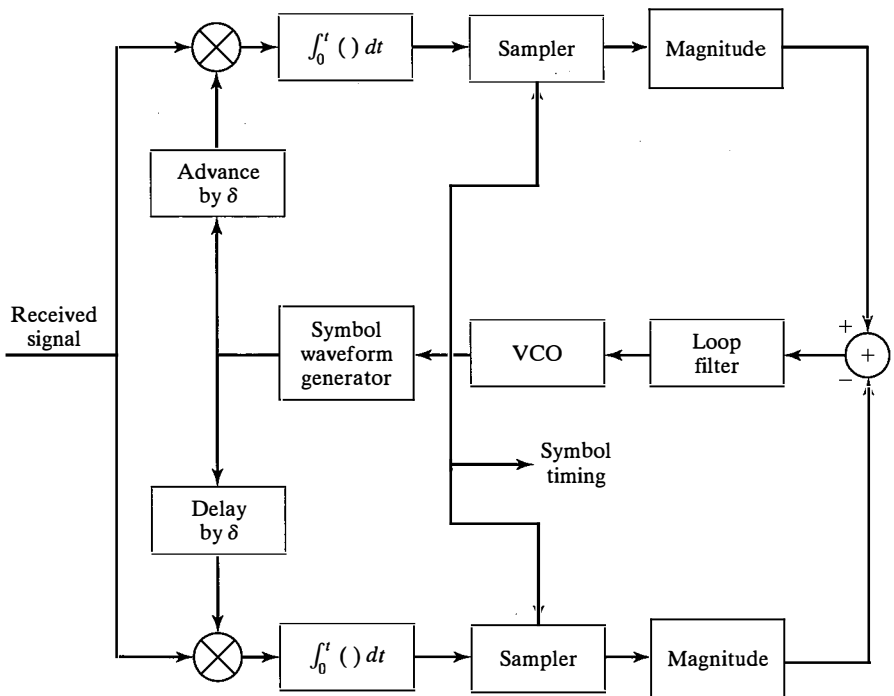 ∫₀ᵗ ( ) dt
Sampler
Magnitude
Advance
by δ
Received
signal
Symbol
waveform
generator
VCO
Loop
filter
+
+
−
Symbol
timing
Delay
by δ
∫₀ᵗ ( ) dt
Sampler
Magnitude